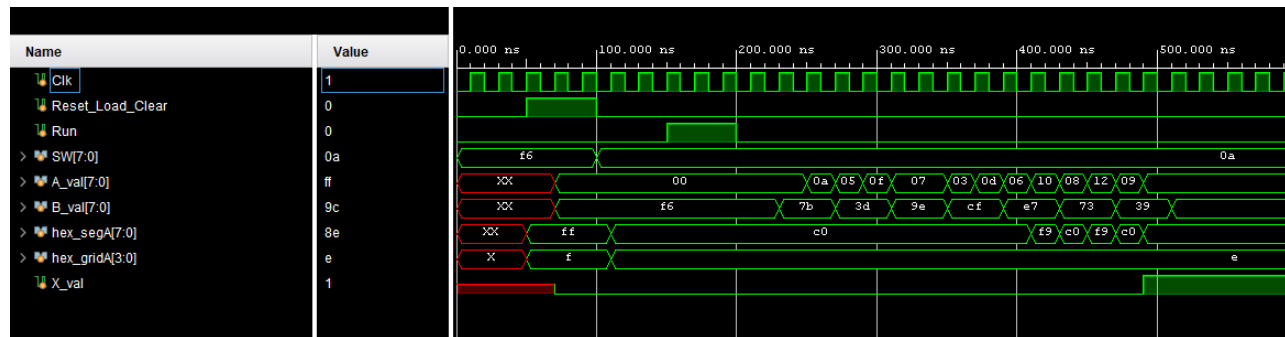 Name Value 0.000 ns 100.000 ns 200.000 ns 300.000 ns 400.000 ns 500.000 ns
Clk 1
Reset_Load_Clear 0
Run 0
SW[7:0] 0a f6 0a
A_val[7:0] ff XX 00 0a 05 0f 07 03 0d 06 10 08 12 09
B_val[7:0] 9c XX f6 7b 3d 9e cf e7 73 39
hex_segA[7:0] 8e XX ff c0 f9 c0 f9 c0
hex_gridA[3:0] e X f e
X_val 1